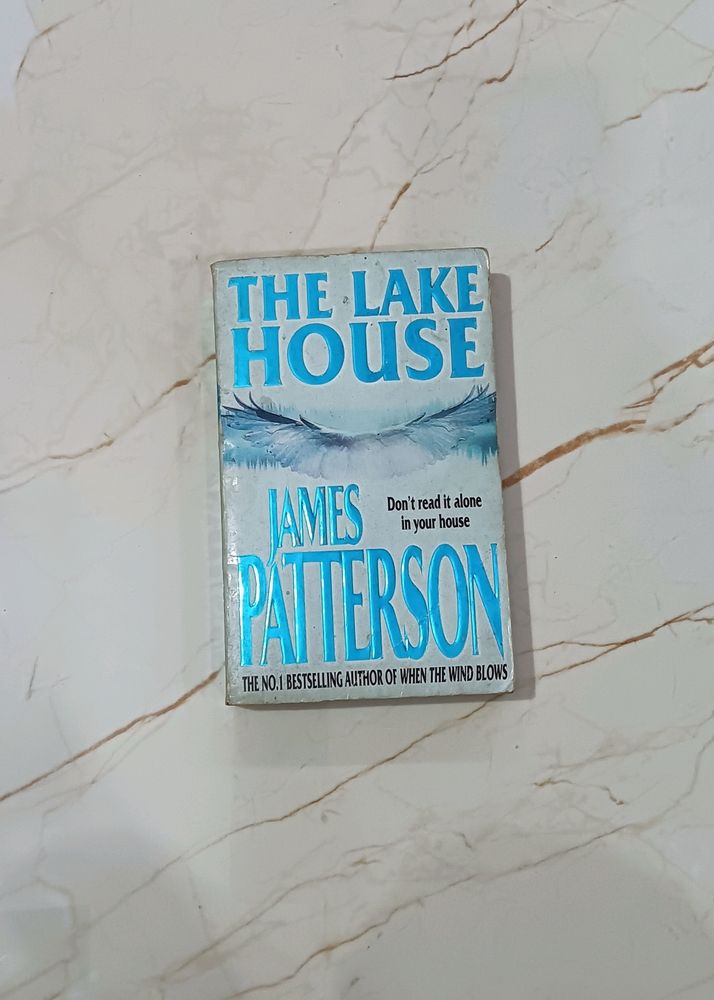 THE LAKE
HOUSE
JAMES
Don't read it alone
in your house
PATTERSON
THE NO.1 BESTSELLING AUTHOR OF WHEN THE WIND BLOWS